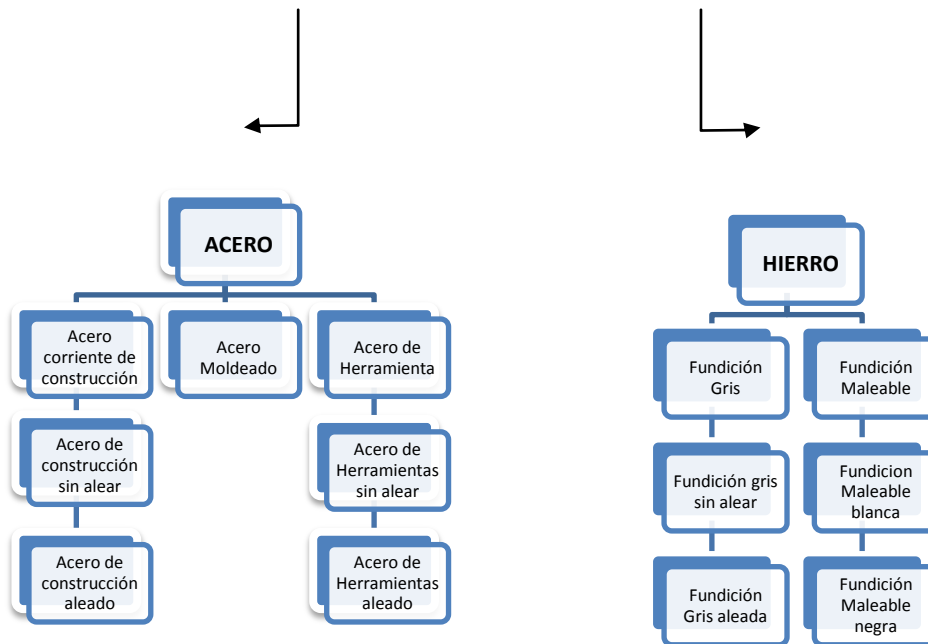 ACERO
Acero
corriente de
construcción
Acero
Moldeado
Acero de
Herramienta
Acero de
construcción
sin alear
Acero de
Herramientas
sin alear
Acero de
construcción
aleado
Acero de
Herramientas
aleado
HIERRO
Fundición
Gris
Fundición
Maleable
Fundición gris
sin alear
Fundicion
Maleable
blanca
Fundición
Gris aleada
Fundición
Maleable
negra